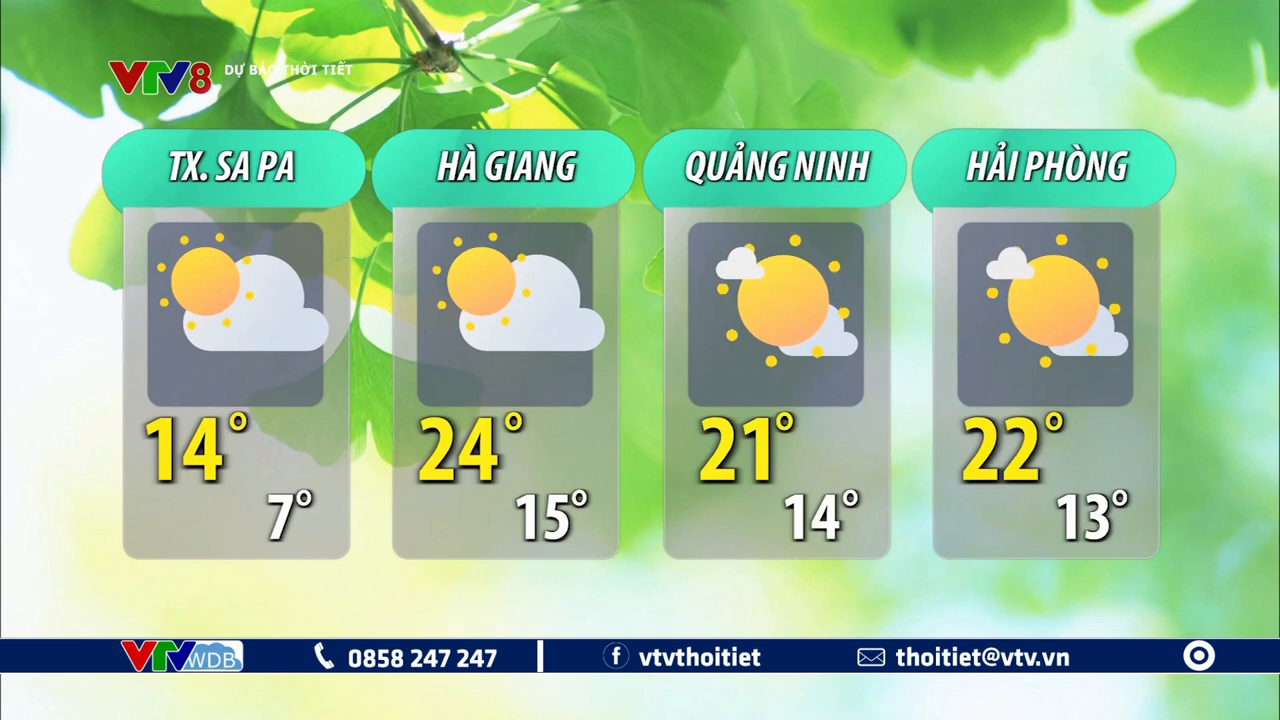 VTV8 DỰ BÁO THỜI TIẾT
TX. SA PA
HÀ GIANG
QUẢNG NINH
HẢI PHÒNG
14°
24°
21°
22°
7°
15°
14°
13°
VTV WDB 0858 247 247 vtvthoitiet thoitiet@vtv.vn